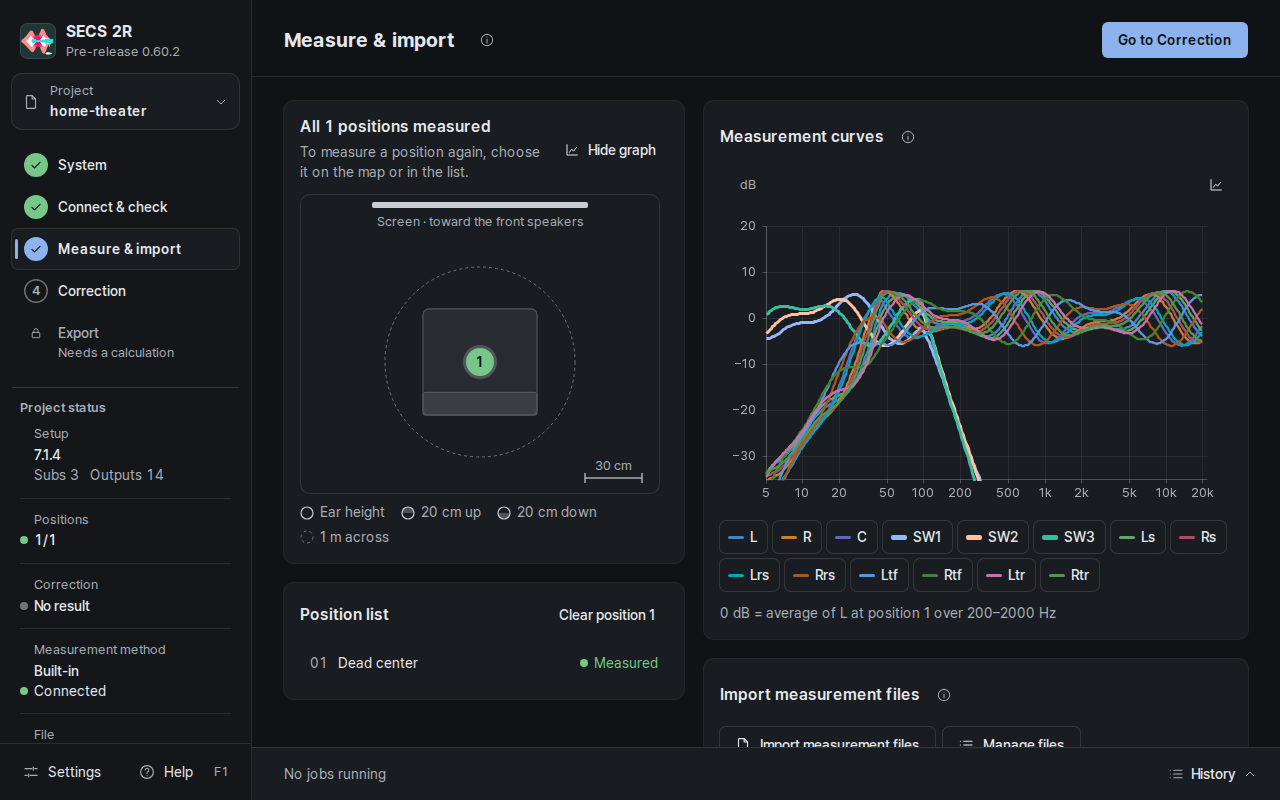 SECS 2R
Pre-release 0.60.2
Project
home-theater
System
Connect & check
Measure & import
4 Correction
Export
Needs a calculation
Project status
Setup
7.1.4
Subs 3 Outputs 14
Positions
1/1
Correction
No result
Measurement method
Built-in
Connected
File
Settings
Help F1
Measure & import
Go to Correction
All 1 positions measured
To measure a position again, choose
it on the map or in the list.
Hide graph
Screen · toward the front speakers
1
30 cm
Ear height 20 cm up 20 cm down
1 m across
Position list
Clear position 1
01 Dead center
Measured
Measurement curves
dB
20
10
0
−10
−20
−30
5 10 20 50 100 200 500 1k 2k 5k 10k 20k
L R C SW1 SW2 SW3 Ls Rs
Lrs Rrs Ltf Rtf Ltr Rtr
0 dB = average of L at position 1 over 200–2000 Hz
Import measurement files
Import measurement files Manage files
No jobs running
History